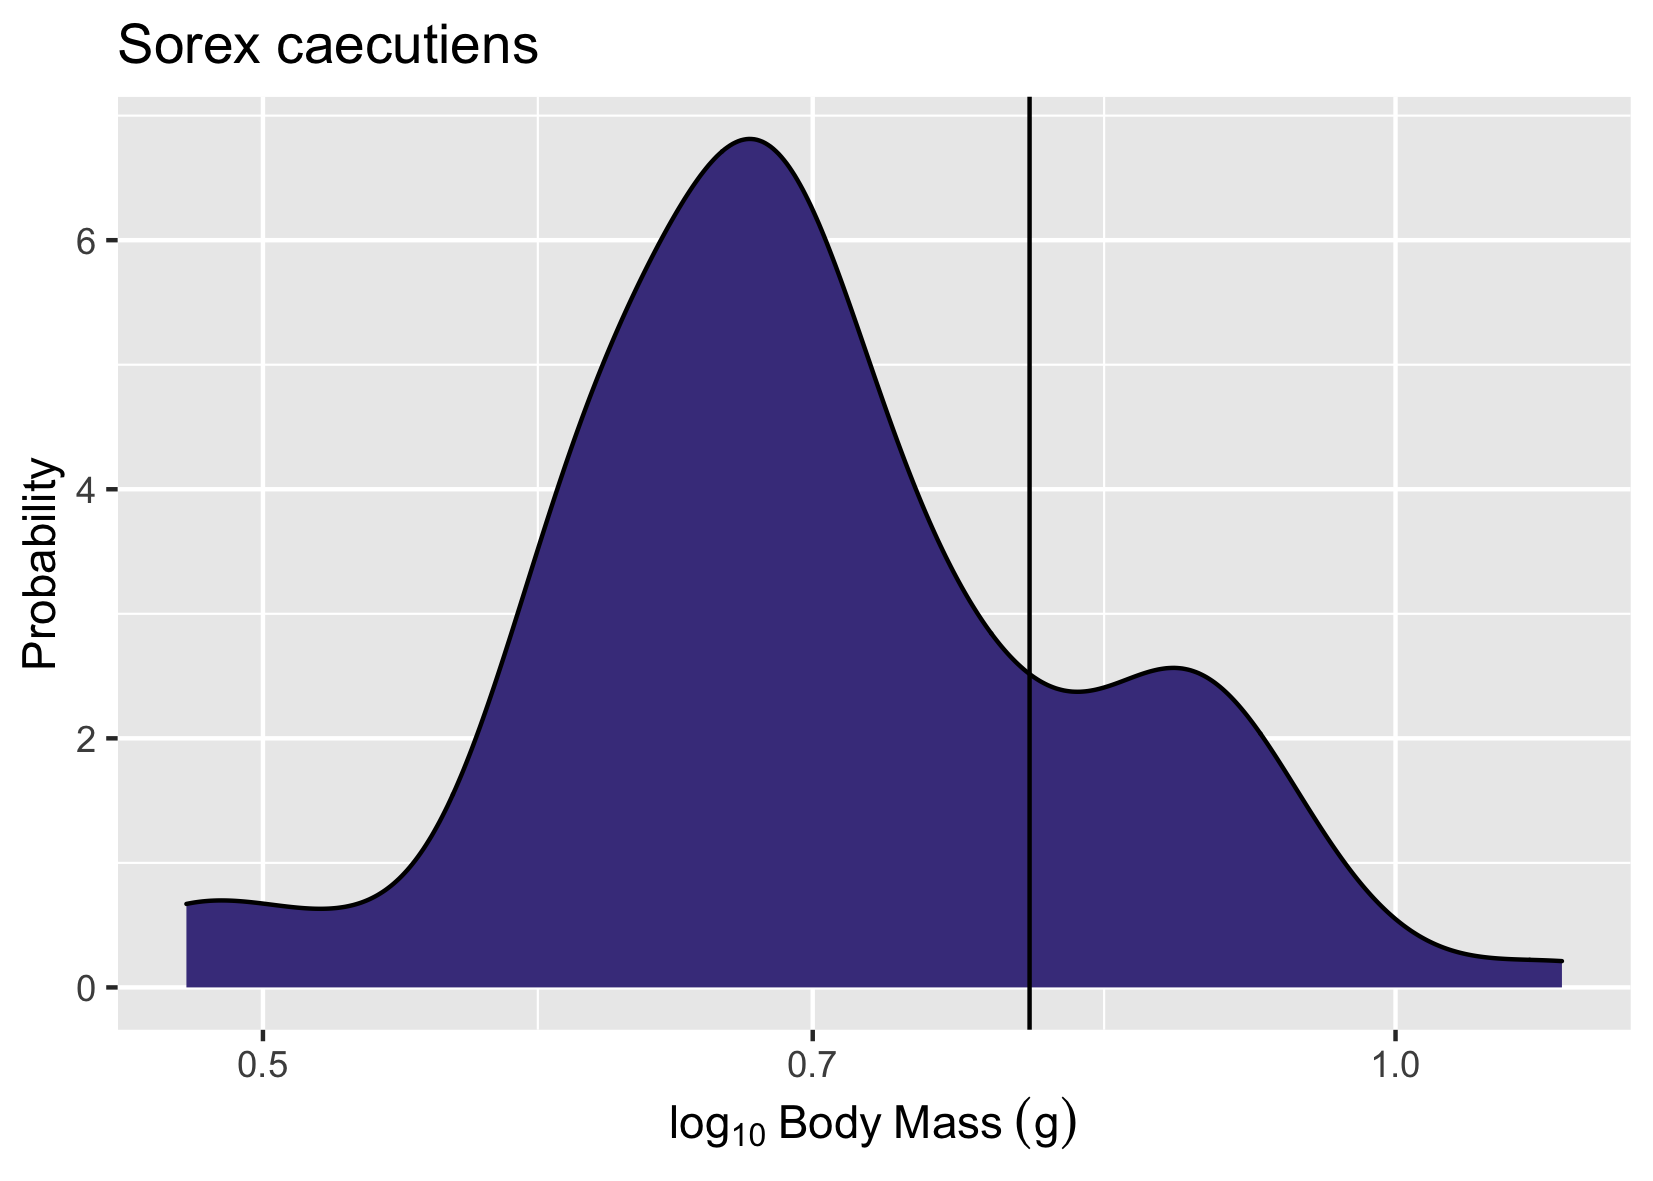 Sorex caecutiens
Probability
6
4
2
0
0.5 0.7 1.0
log₁₀ Body Mass (g)